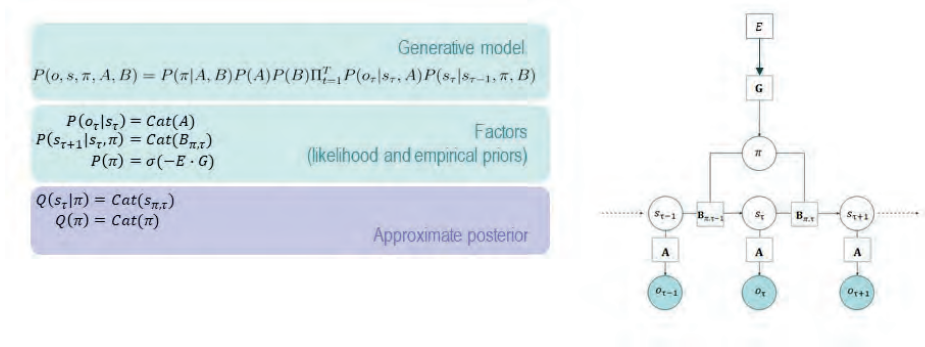 Generative model
P(o, s, π, A, B) = P(π|A, B)P(A)P(B)Π_{t=1}^{T} P(o_τ|s_τ, A)P(s_τ|s_{τ−1}, π, B)
P(o_τ|s_τ) = Cat(A)
P(s_{τ+1}|s_τ, π) = Cat(B_{π,τ})
P(π) = σ(−E · G)
Factors
(likelihood and empirical priors)
Q(s_τ|π) = Cat(s_{π,τ})
Q(π) = Cat(π)
Approximate posterior
E
G
π
s_{τ−1} B_{π,τ−1} s_τ B_{π,τ} s_{τ+1}
A A A
o_{τ−1} o_τ o_{τ+1}